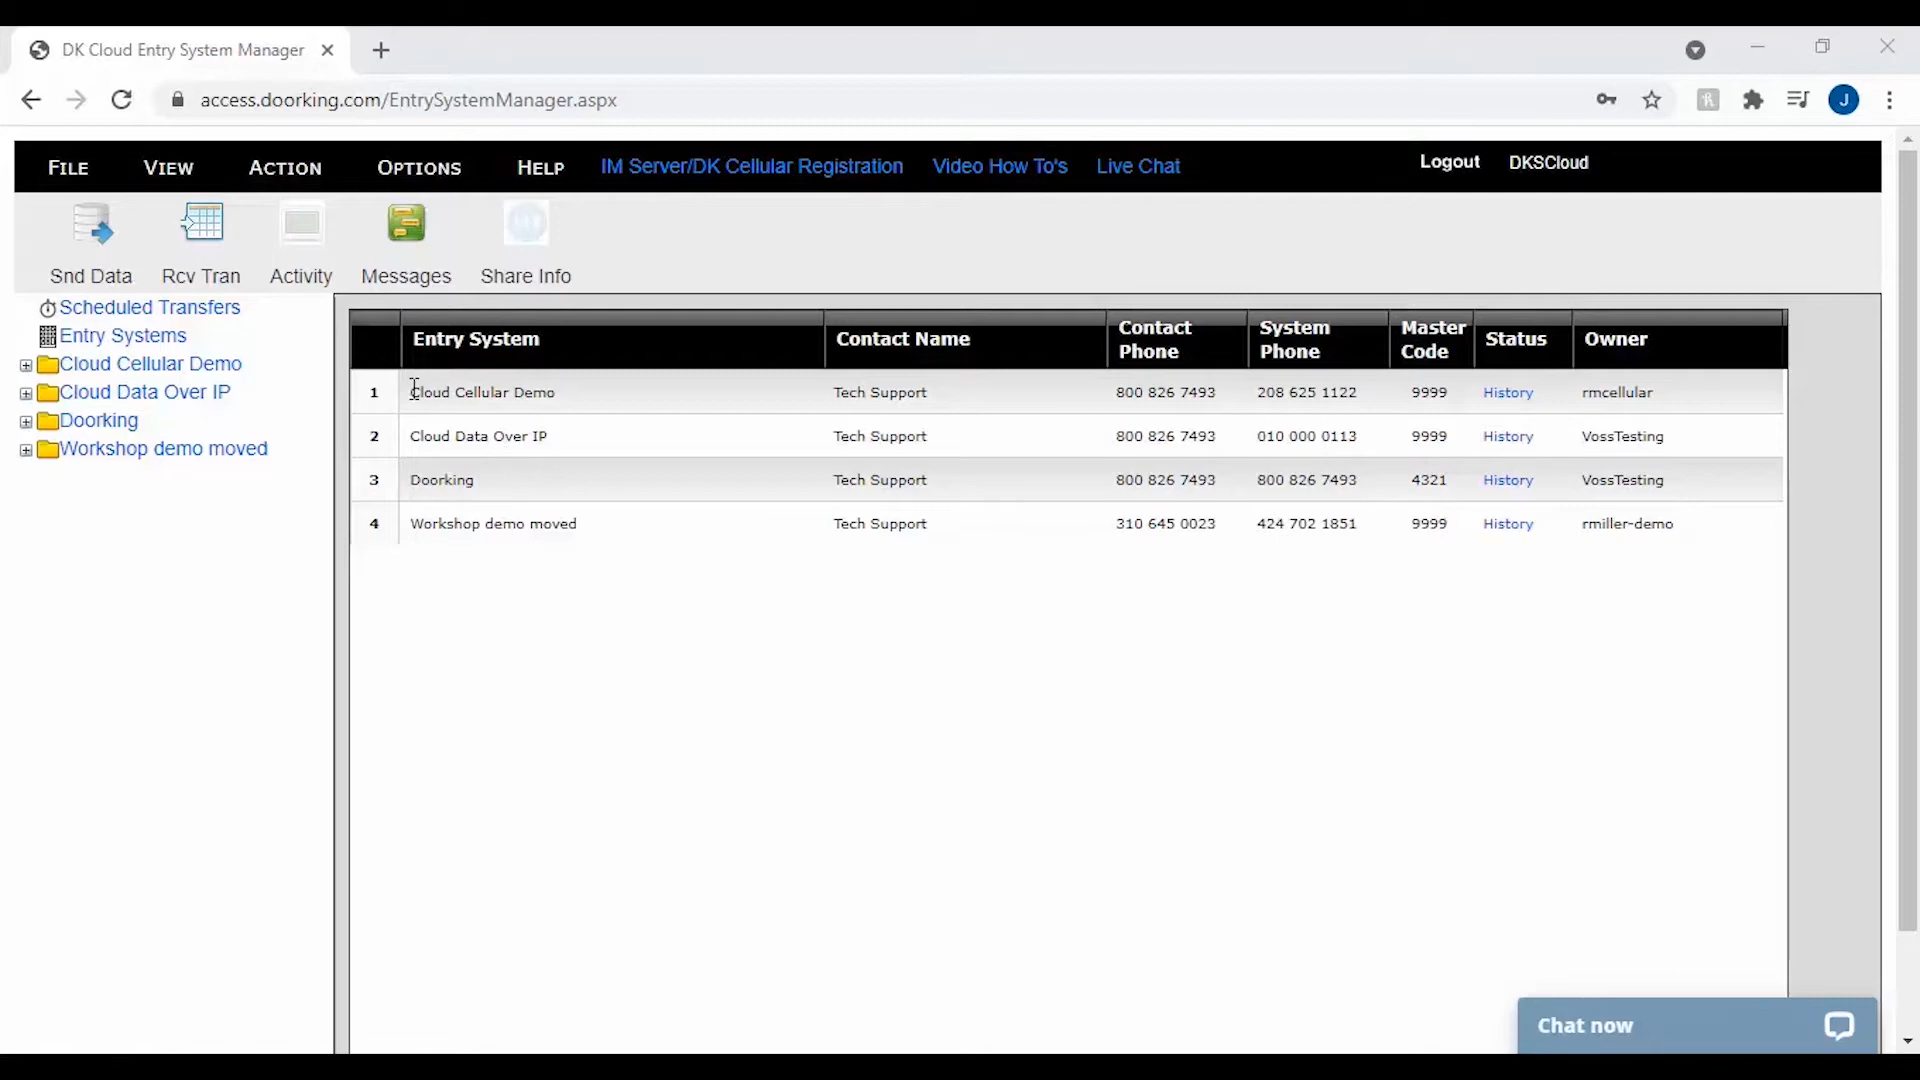 DK Cloud Entry System Manager
access.doorking.com/EntrySystemManager.aspx
J
FILE VIEW ACTION OPTIONS HELP IM Server/DK Cellular Registration Video How To's Live Chat Logout DKSCloud
Snd Data Rcv Tran Activity Messages Share Info
Scheduled Transfers
Entry Systems
Cloud Cellular Demo
Cloud Data Over IP
Doorking
Workshop demo moved
Entry System Contact Name Contact Phone System Phone Master Code Status Owner
1 Cloud Cellular Demo Tech Support 800 826 7493 208 625 1122 9999 History rmcellular
2 Cloud Data Over IP Tech Support 800 826 7493 010 000 0113 9999 History VossTesting
3 Doorking Tech Support 800 826 7493 800 826 7493 4321 History VossTesting
4 Workshop demo moved Tech Support 310 645 0023 424 702 1851 9999 History rmiller-demo
Chat now